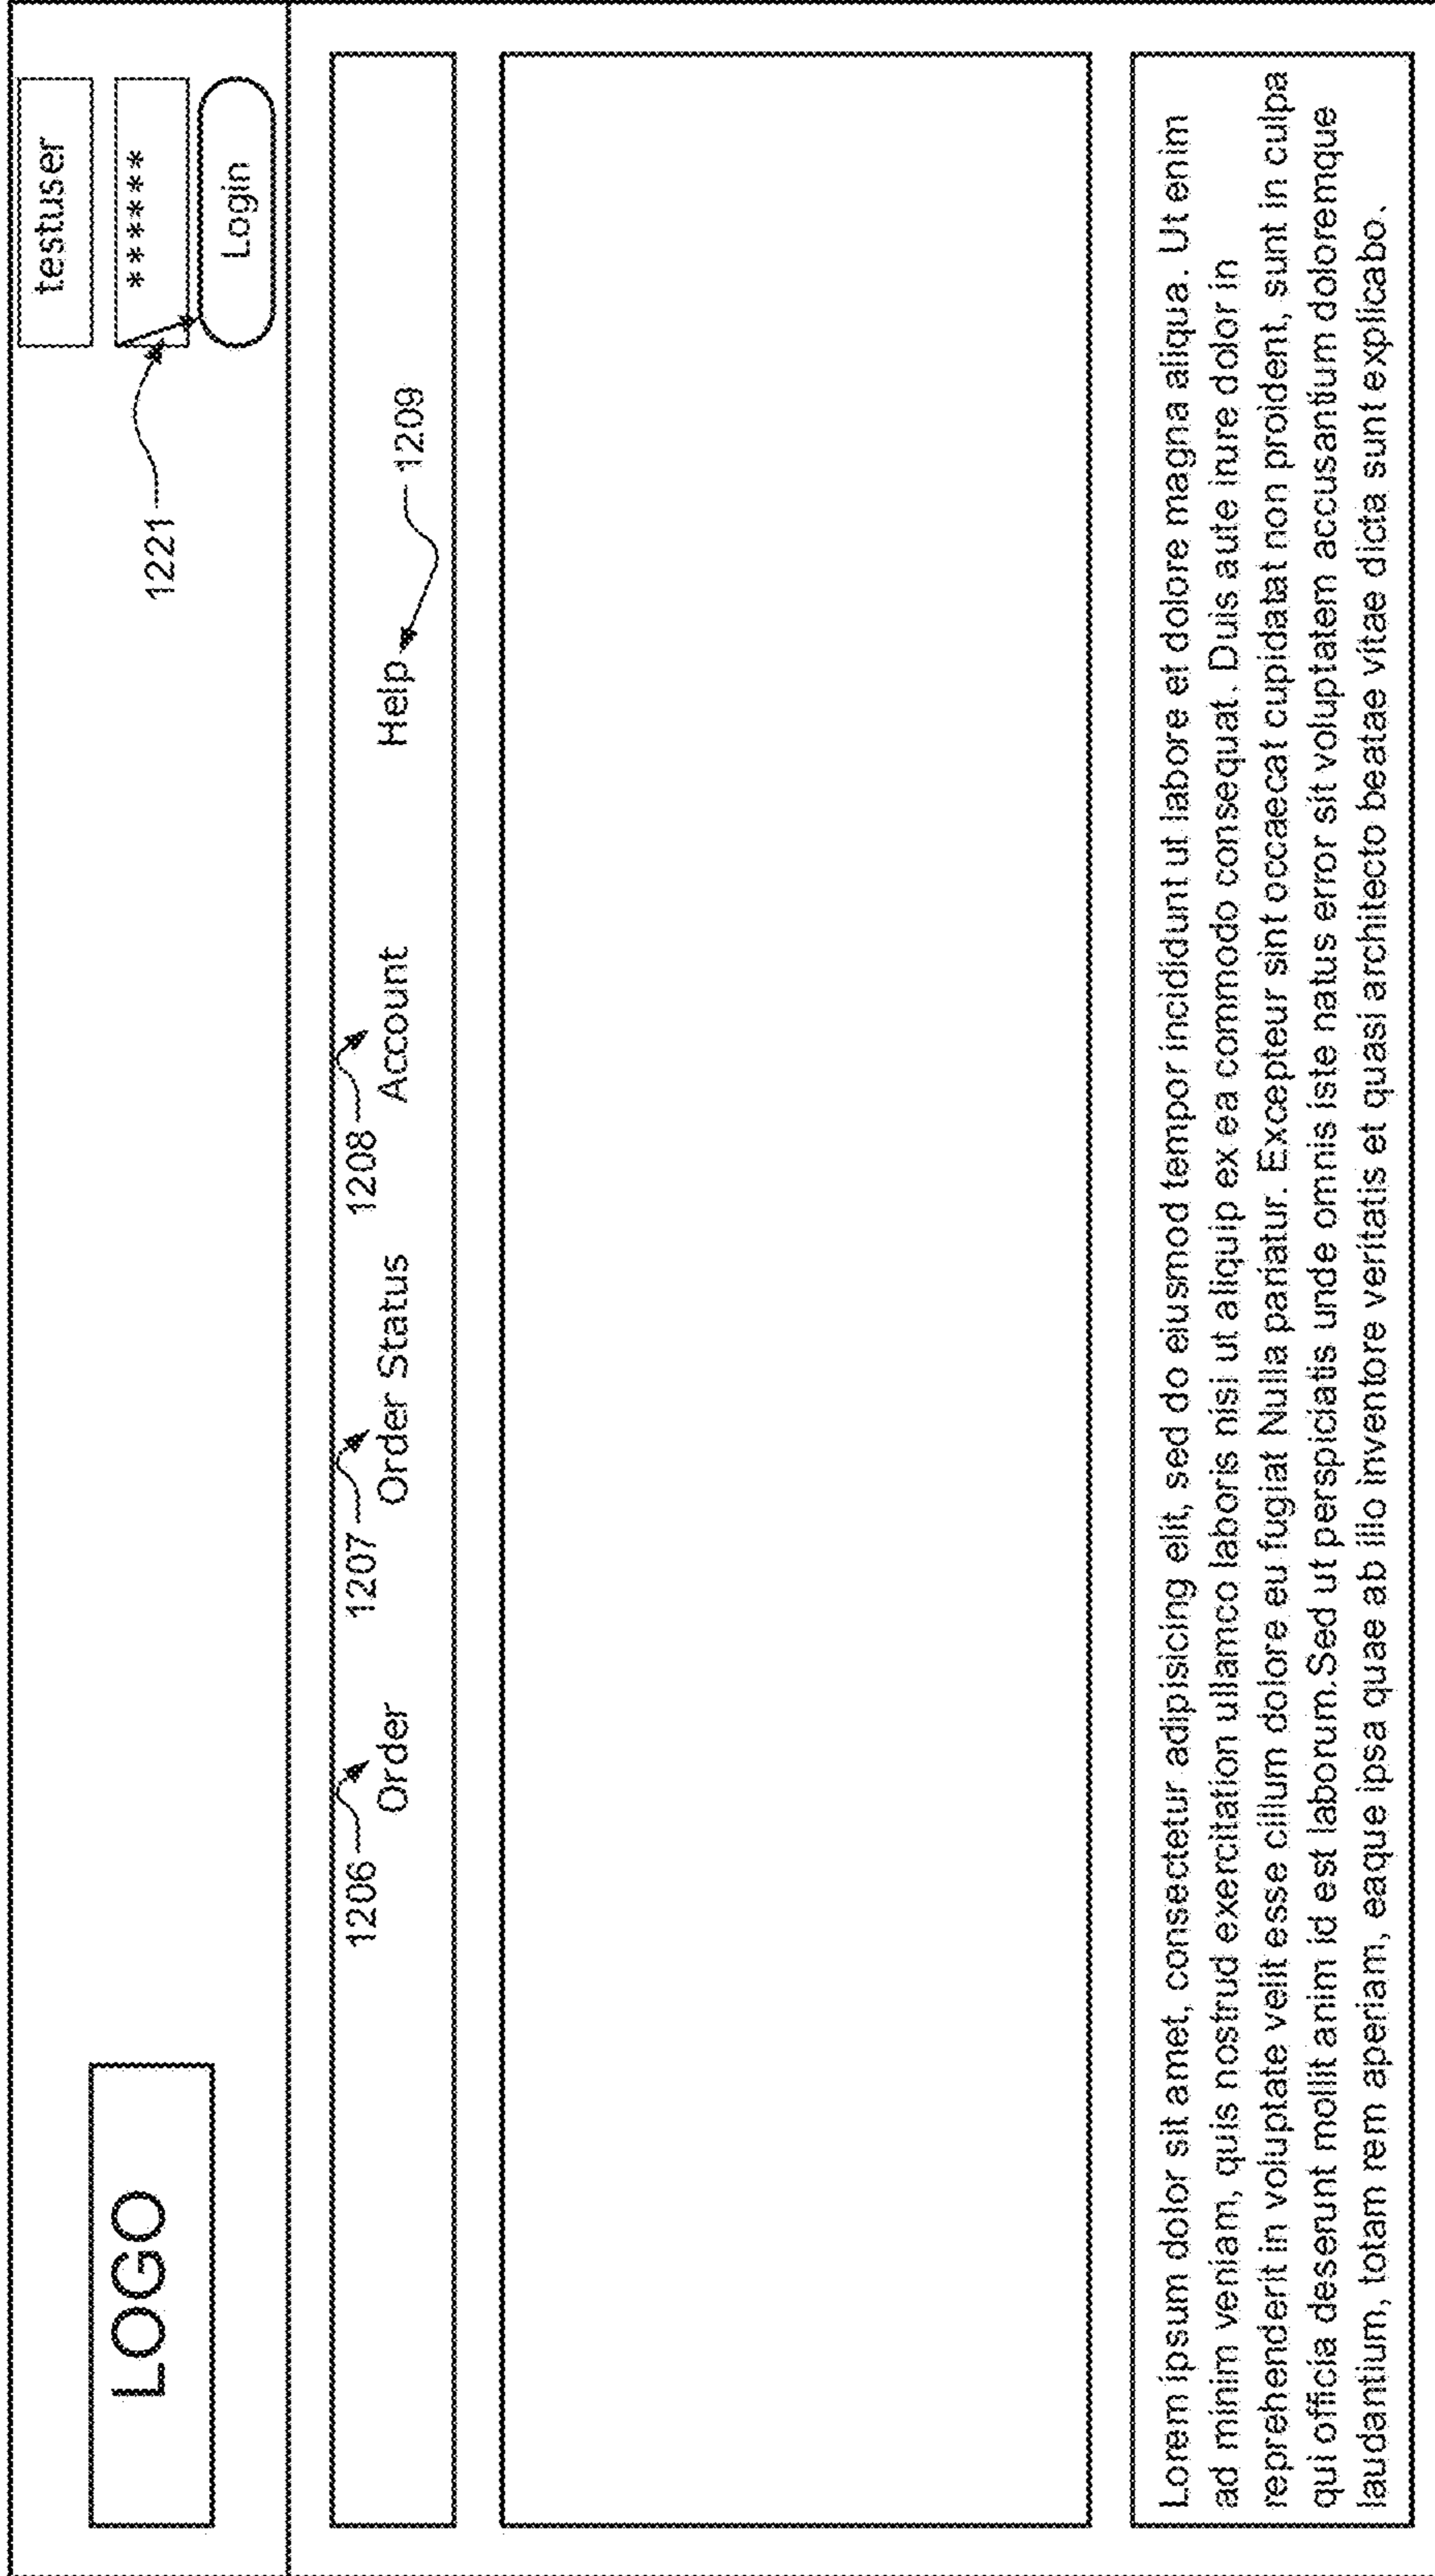 LOGO
testuser
******
Login
1221
1206
Order
1207
Order Status
1208
Account
Help
1209
Lorem ipsum dolor sit amet, consectetur adipisicing elit, sed do eiusmod tempor incididunt ut labore et dolore magna aliqua. Ut enim
ad minim veniam, quis nostrud exercitation ullamco laboris nisi ut aliquip ex ea commodo consequat. Duis aute irure dolor in
reprehenderit in voluptate velit esse cillum dolore eu fugiat Nulla pariatur. Excepteur sint occaecat cupidatat non proident, sunt in culpa
qui officia deserunt mollit anim id est laborum.Sed ut perspiciatis unde omnis iste natus error sit voluptatem accusantium doloremque
laudantium, totam rem aperiam, eaque ipsa quae ab illo inventore veritatis et quasi architecto beatae vitae dicta sunt explicabo.